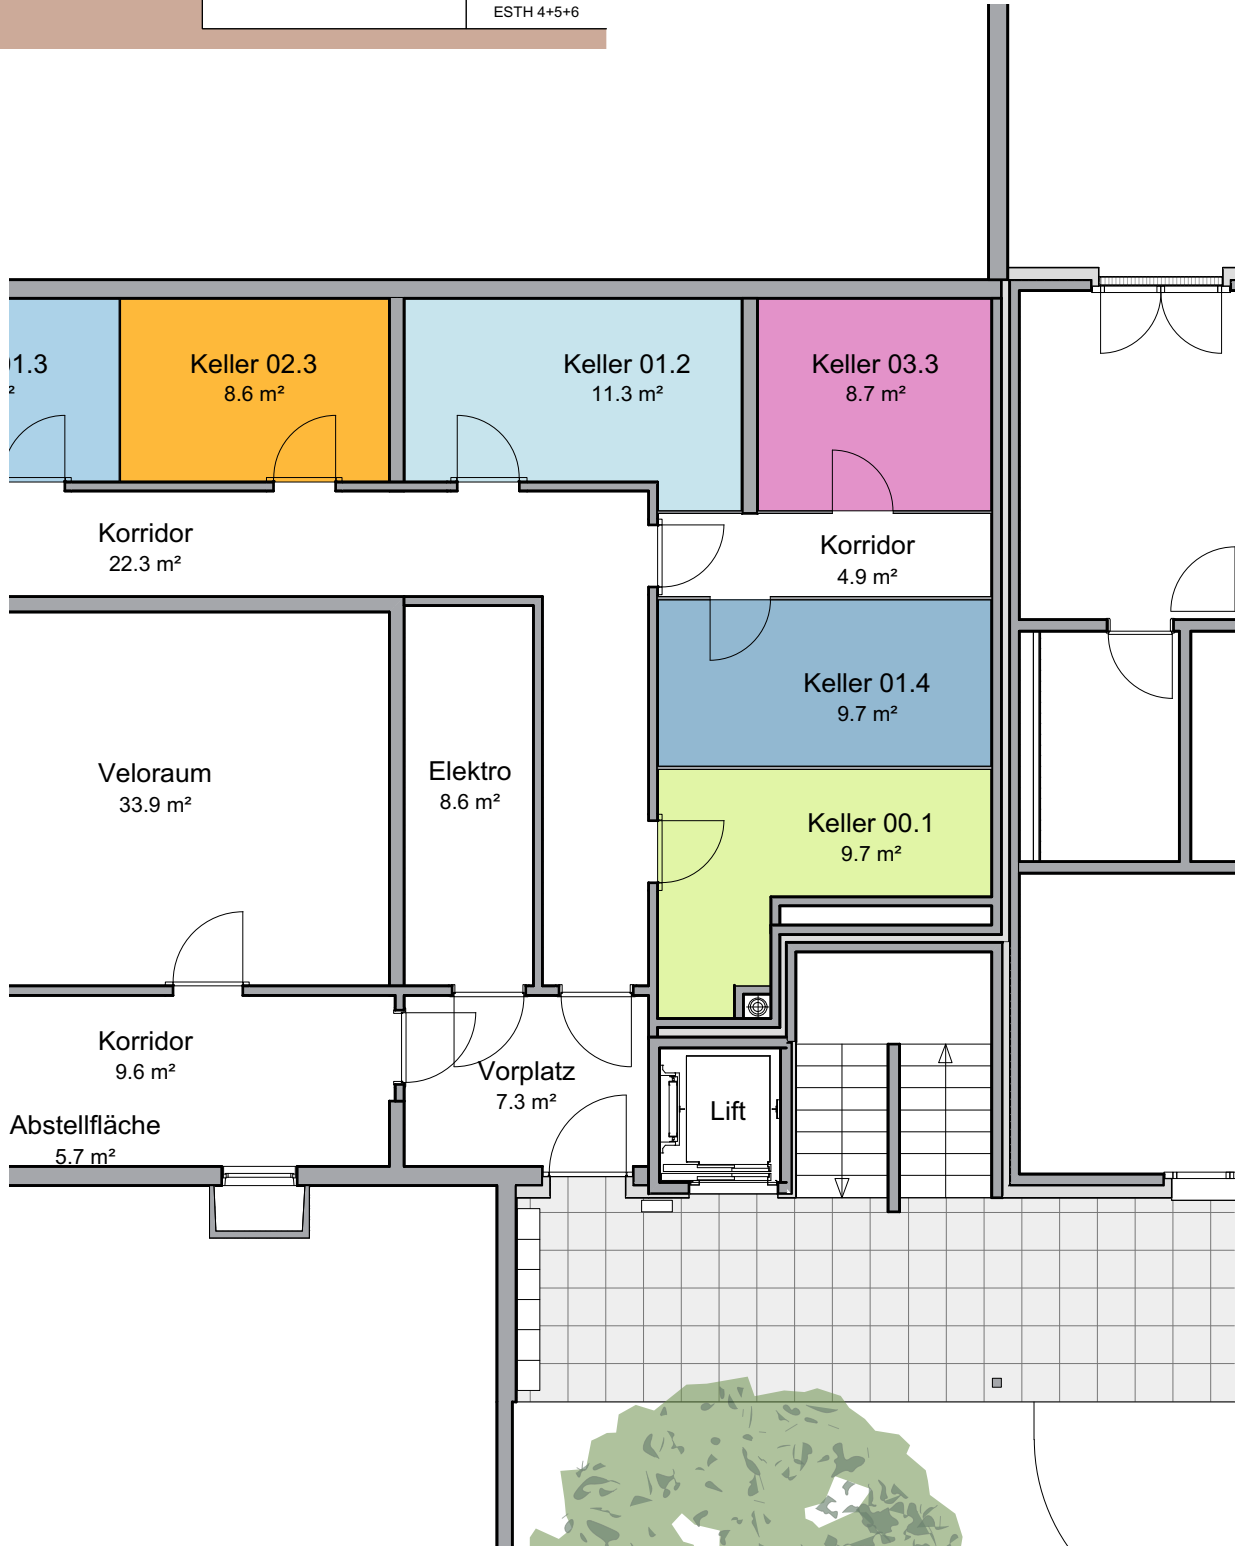 ESTH 4+5+6
1.3
Keller 02.3
8.6 m²
Keller 01.2
11.3 m²
Keller 03.3
8.7 m²
Korridor
22.3 m²
Korridor
4.9 m²
Keller 01.4
9.7 m²
Veloraum
33.9 m²
Elektro
8.6 m²
Keller 00.1
9.7 m²
Korridor
9.6 m²
Vorplatz
7.3 m²
Lift
Abstellfläche
5.7 m²